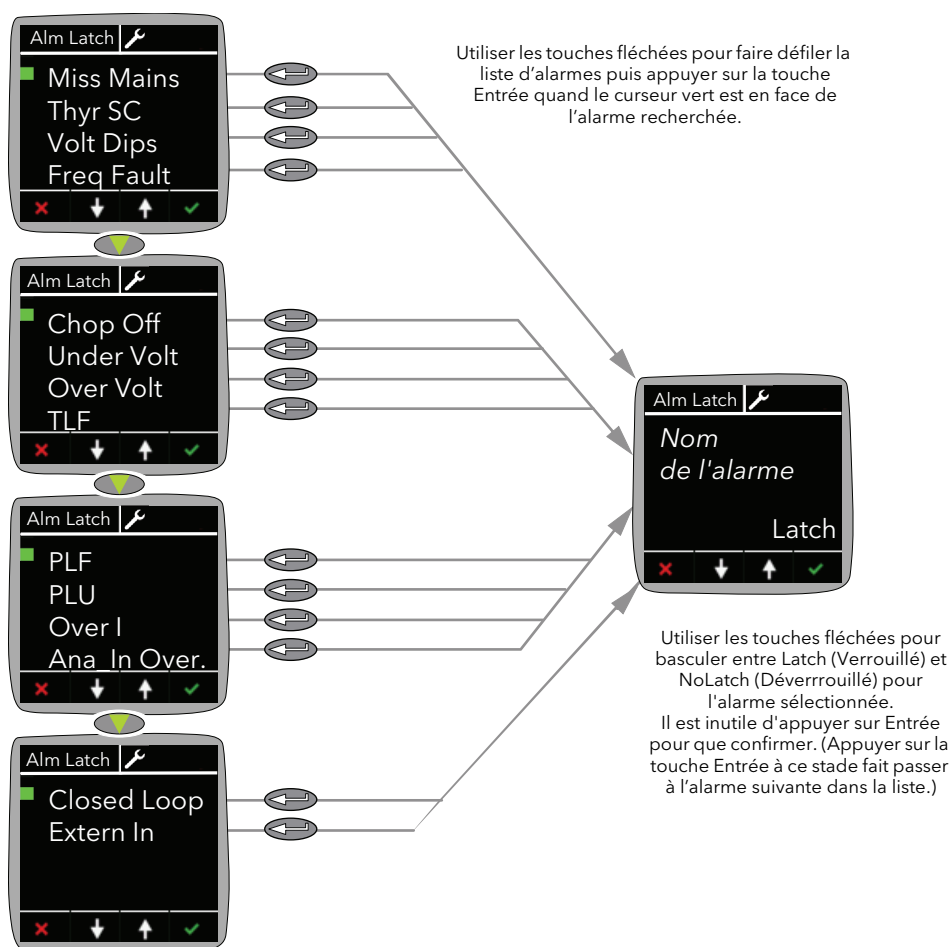 Alm Latch
Miss Mains
Thyr SC
Volt Dips
Freq Fault
Utiliser les touches fléchées pour faire défiler la
liste d'alarmes puis appuyer sur la touche
Entrée quand le curseur vert est en face de
l'alarme recherchée.
Alm Latch
Chop Off
Under Volt
Over Volt
TLF
Alm Latch
PLF
PLU
Over I
Ana_In Over.
Alm Latch
Closed Loop
Extern In
Alm Latch
Nom
de l'alarme
Latch
Utiliser les touches fléchées pour
basculer entre Latch (Verrouillé) et
NoLatch (Déverrrouillé) pour
l'alarme sélectionnée.
Il est inutile d'appuyer sur Entrée
pour que confirmer. (Appuyer sur la
touche Entrée à ce stade fait passer
à l'alarme suivante dans la liste.)